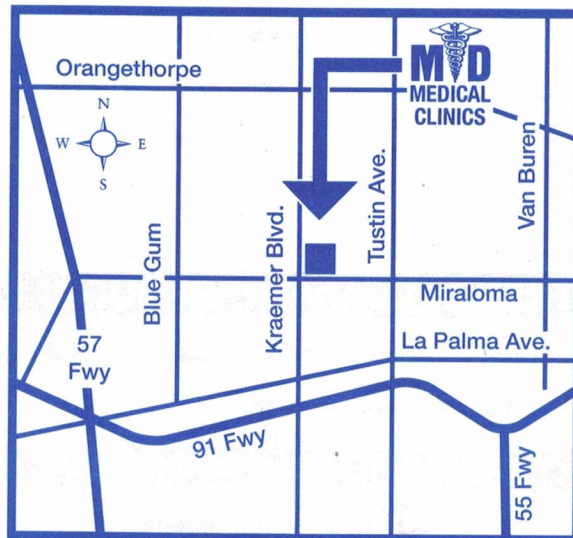 Orangethorpe
M D
MEDICAL
CLINICS
N
W E
S
Blue Gum
Kraemer Blvd.
Tustin Ave.
Van Buren
Miraloma
La Palma Ave.
57
Fwy
91 Fwy
55 Fwy